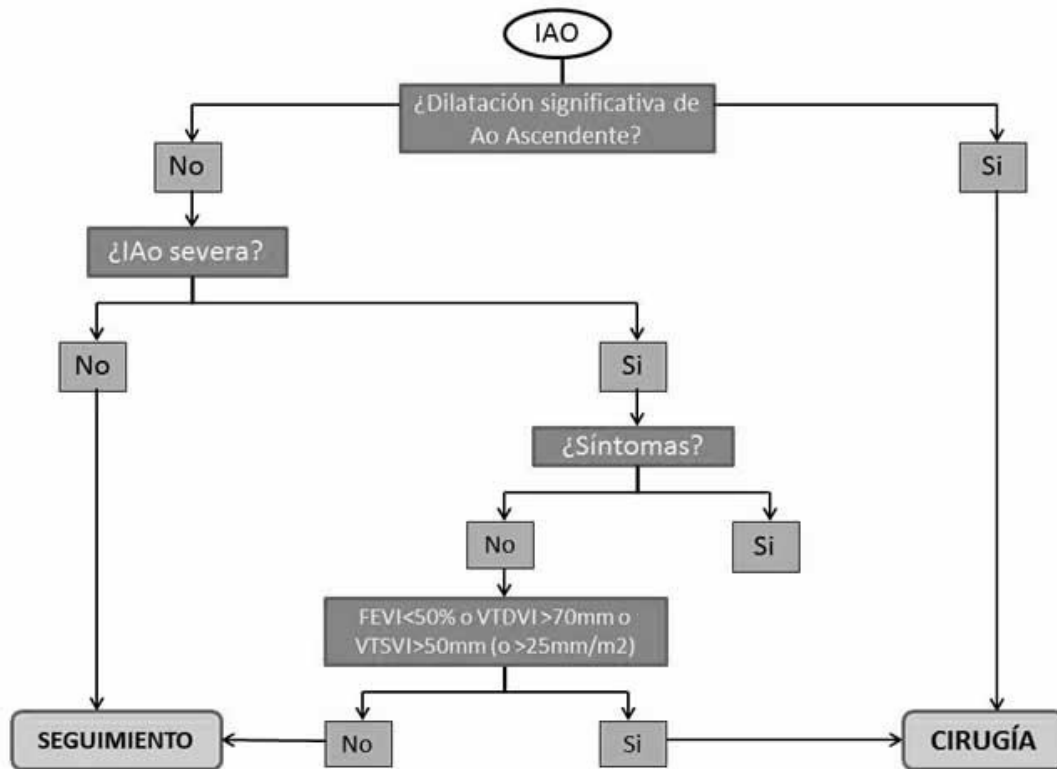 IAO
¿Dilatación significativa de
Ao Ascendente?
No
Si
¿IAo severa?
No
Si
¿Síntomas?
No
Si
FEVI<50% o VTDVI >70mm o
VTSVI>50mm (o >25mm/m2)
SEGUIMIENTO
No
Si
CIRUGÍA